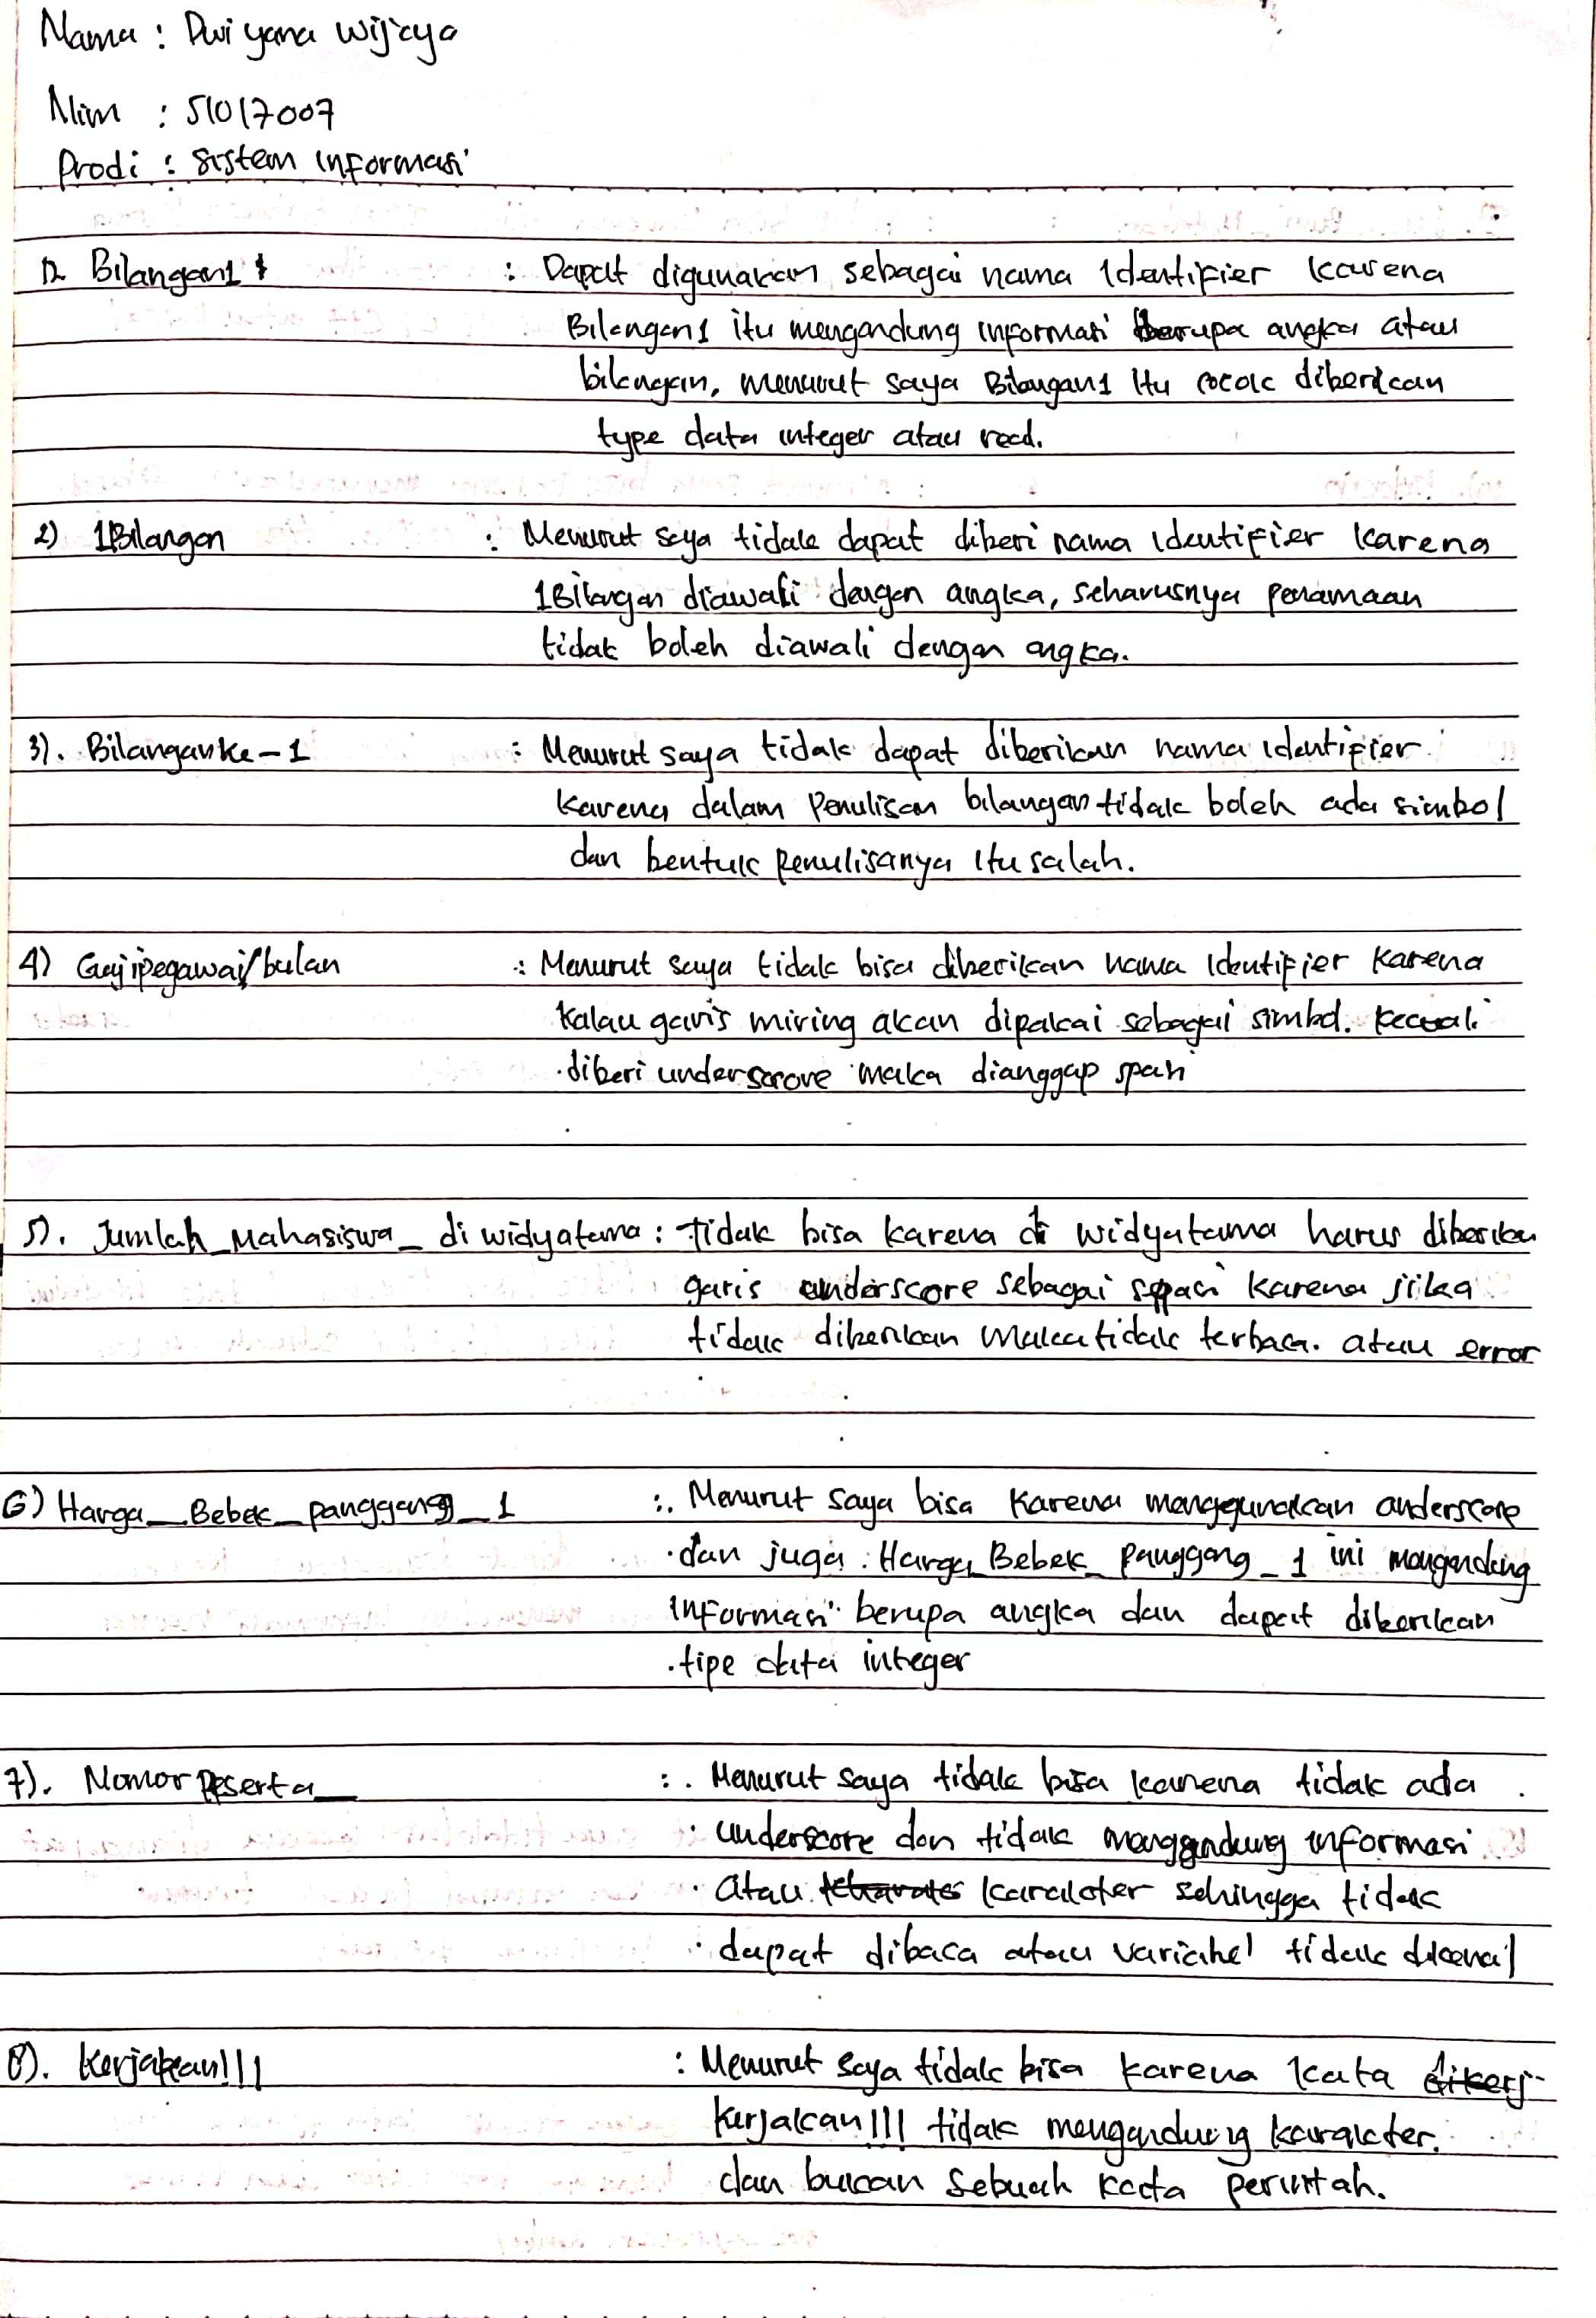 Nama : Dwi yana wijaya
Nim : 51017007
Prodi : Sistem informasi
1). Bilangan1 : Dapat digunakan sebagai nama identifier karena
Bilangan1 itu mengandung informasi berupa angka atau
bilangan, menurut saya Bilangan1 itu cocok diberikan
type data integer atau real.
2) 1Bilangan : Menurut saya tidak dapat diberi nama identifier karena
1Bilangan diawali dengan angka, seharusnya penamaan
tidak boleh diawali dengan angka.
3). Bilanganke-1 : Menurut saya tidak dapat diberikan nama identifier
karena dalam penulisan bilangan tidak boleh ada simbol
dan bentuk penulisanya itu salah.
4) Gajipegawai/bulan : Menurut saya tidak bisa diberikan nama identifier karena
kalau garis miring akan dipakai sebagai simbol. kecuali
diberi underscrore maka dianggap spasi
5). Jumlah_Mahasiswa_ di widyatama : tidak bisa karena di widyatama harus diberikan
garis underscore sebagai spasi karena jika
tidak diberikan maka tidak terbaca. atau error
6) Harga_Bebek_panggang_1 : Menurut saya bisa karena menggunakan anderscore
dan juga Harga_Bebek_panggang_1 ini mengandung
informasi berupa angka dan dapat diberikan
tipe data integer
7). Nomor peserta_ : Menurut saya tidak bisa karena tidak ada
underscore dan tidak menggandung informasi
atau karakter sehingga tidak
dapat dibaca atau variabel tidak dikenal
8). Kerjakan!!! : Menurut saya tidak bisa karena kata dikerj-
kerjakan!!! tidak mengandung karakter.
dan bukan sebuah kata perintah.